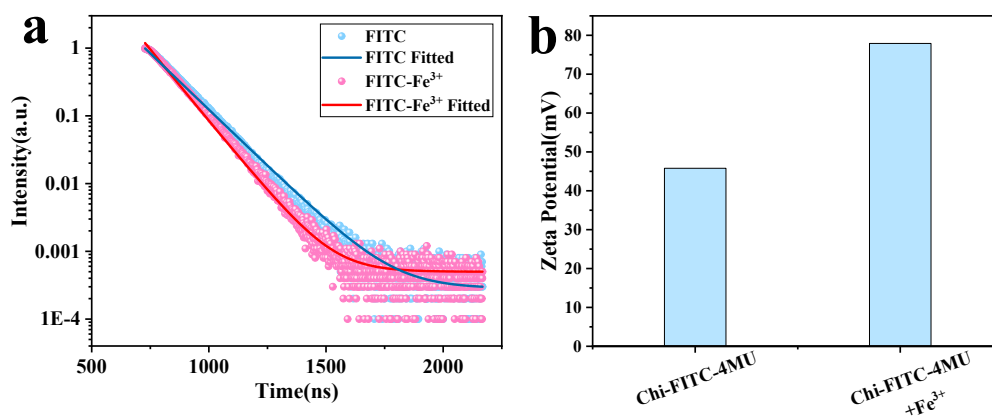 a
Intensity(a.u.)
1
0.1
0.01
0.001
1E-4
500
1000
1500
2000
Time(ns)
FITC
FITC Fitted
FITC-Fe³⁺
FITC-Fe³⁺ Fitted
b
Zeta Potential(mV)
80
70
60
50
40
30
20
10
0
Chi-FITC-4MU
Chi-FITC-4MU
+Fe³⁺